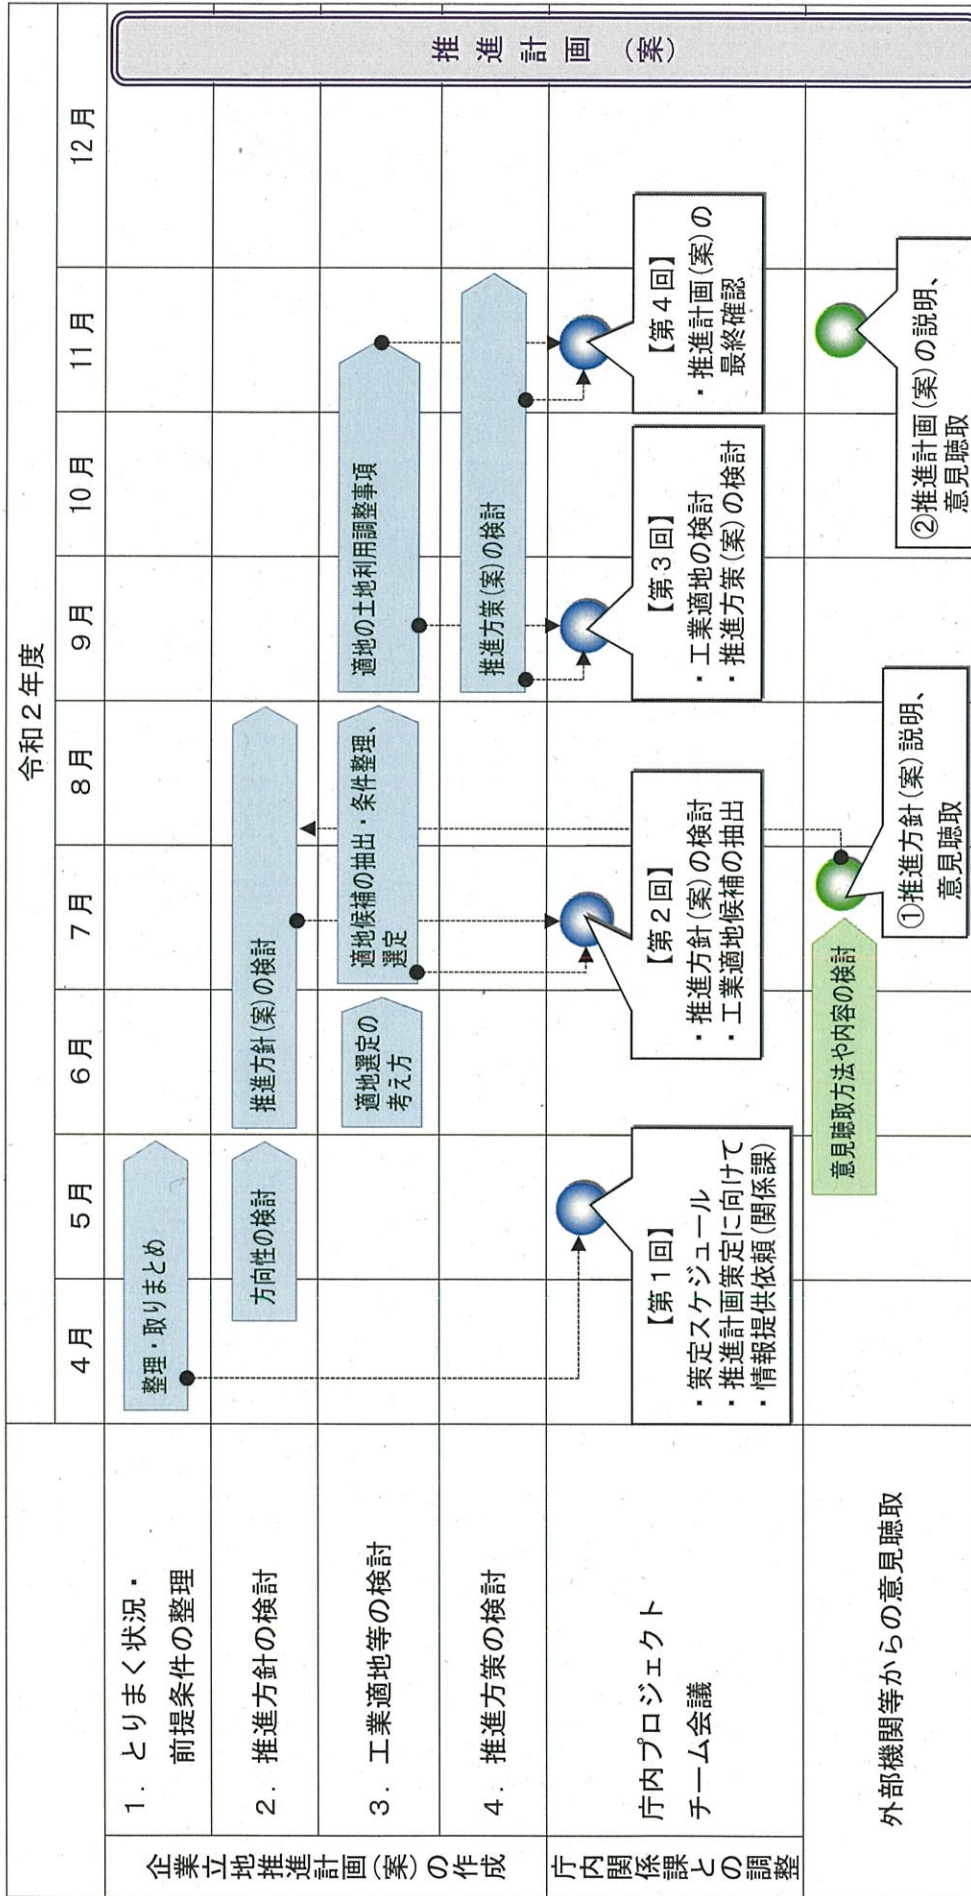 令和２年度
４月
５月
６月
７月
８月
９月
１０月
１１月
１２月
企業立地推進計画(案)の作成
１．とりまく状況・
前提条件の整理
整理・取りまとめ
２．推進方針の検討
方向性の検討
推進方針(案)の検討
３．工業適地等の検討
適地選定の
考え方
適地候補の抽出・条件整理、
選定
適地の土地利用調整事項
４．推進方策の検討
推進方策(案)の検討
庁内関係課との調整
庁内プロジェクト
チーム会議
【第１回】
・策定スケジュール
・推進計画策定に向けて
・情報提供依頼(関係課)
【第２回】
・推進方針(案)の検討
・工業適地候補の抽出
【第３回】
・工業適地の検討
・推進方策(案)の検討
【第４回】
・推進計画(案)の
最終確認
外部機関等からの意見聴取
意見聴取方法や内容の検討
①推進方針(案)説明、
意見聴取
②推進計画(案)の説明、
意見聴取
推進計画（案）